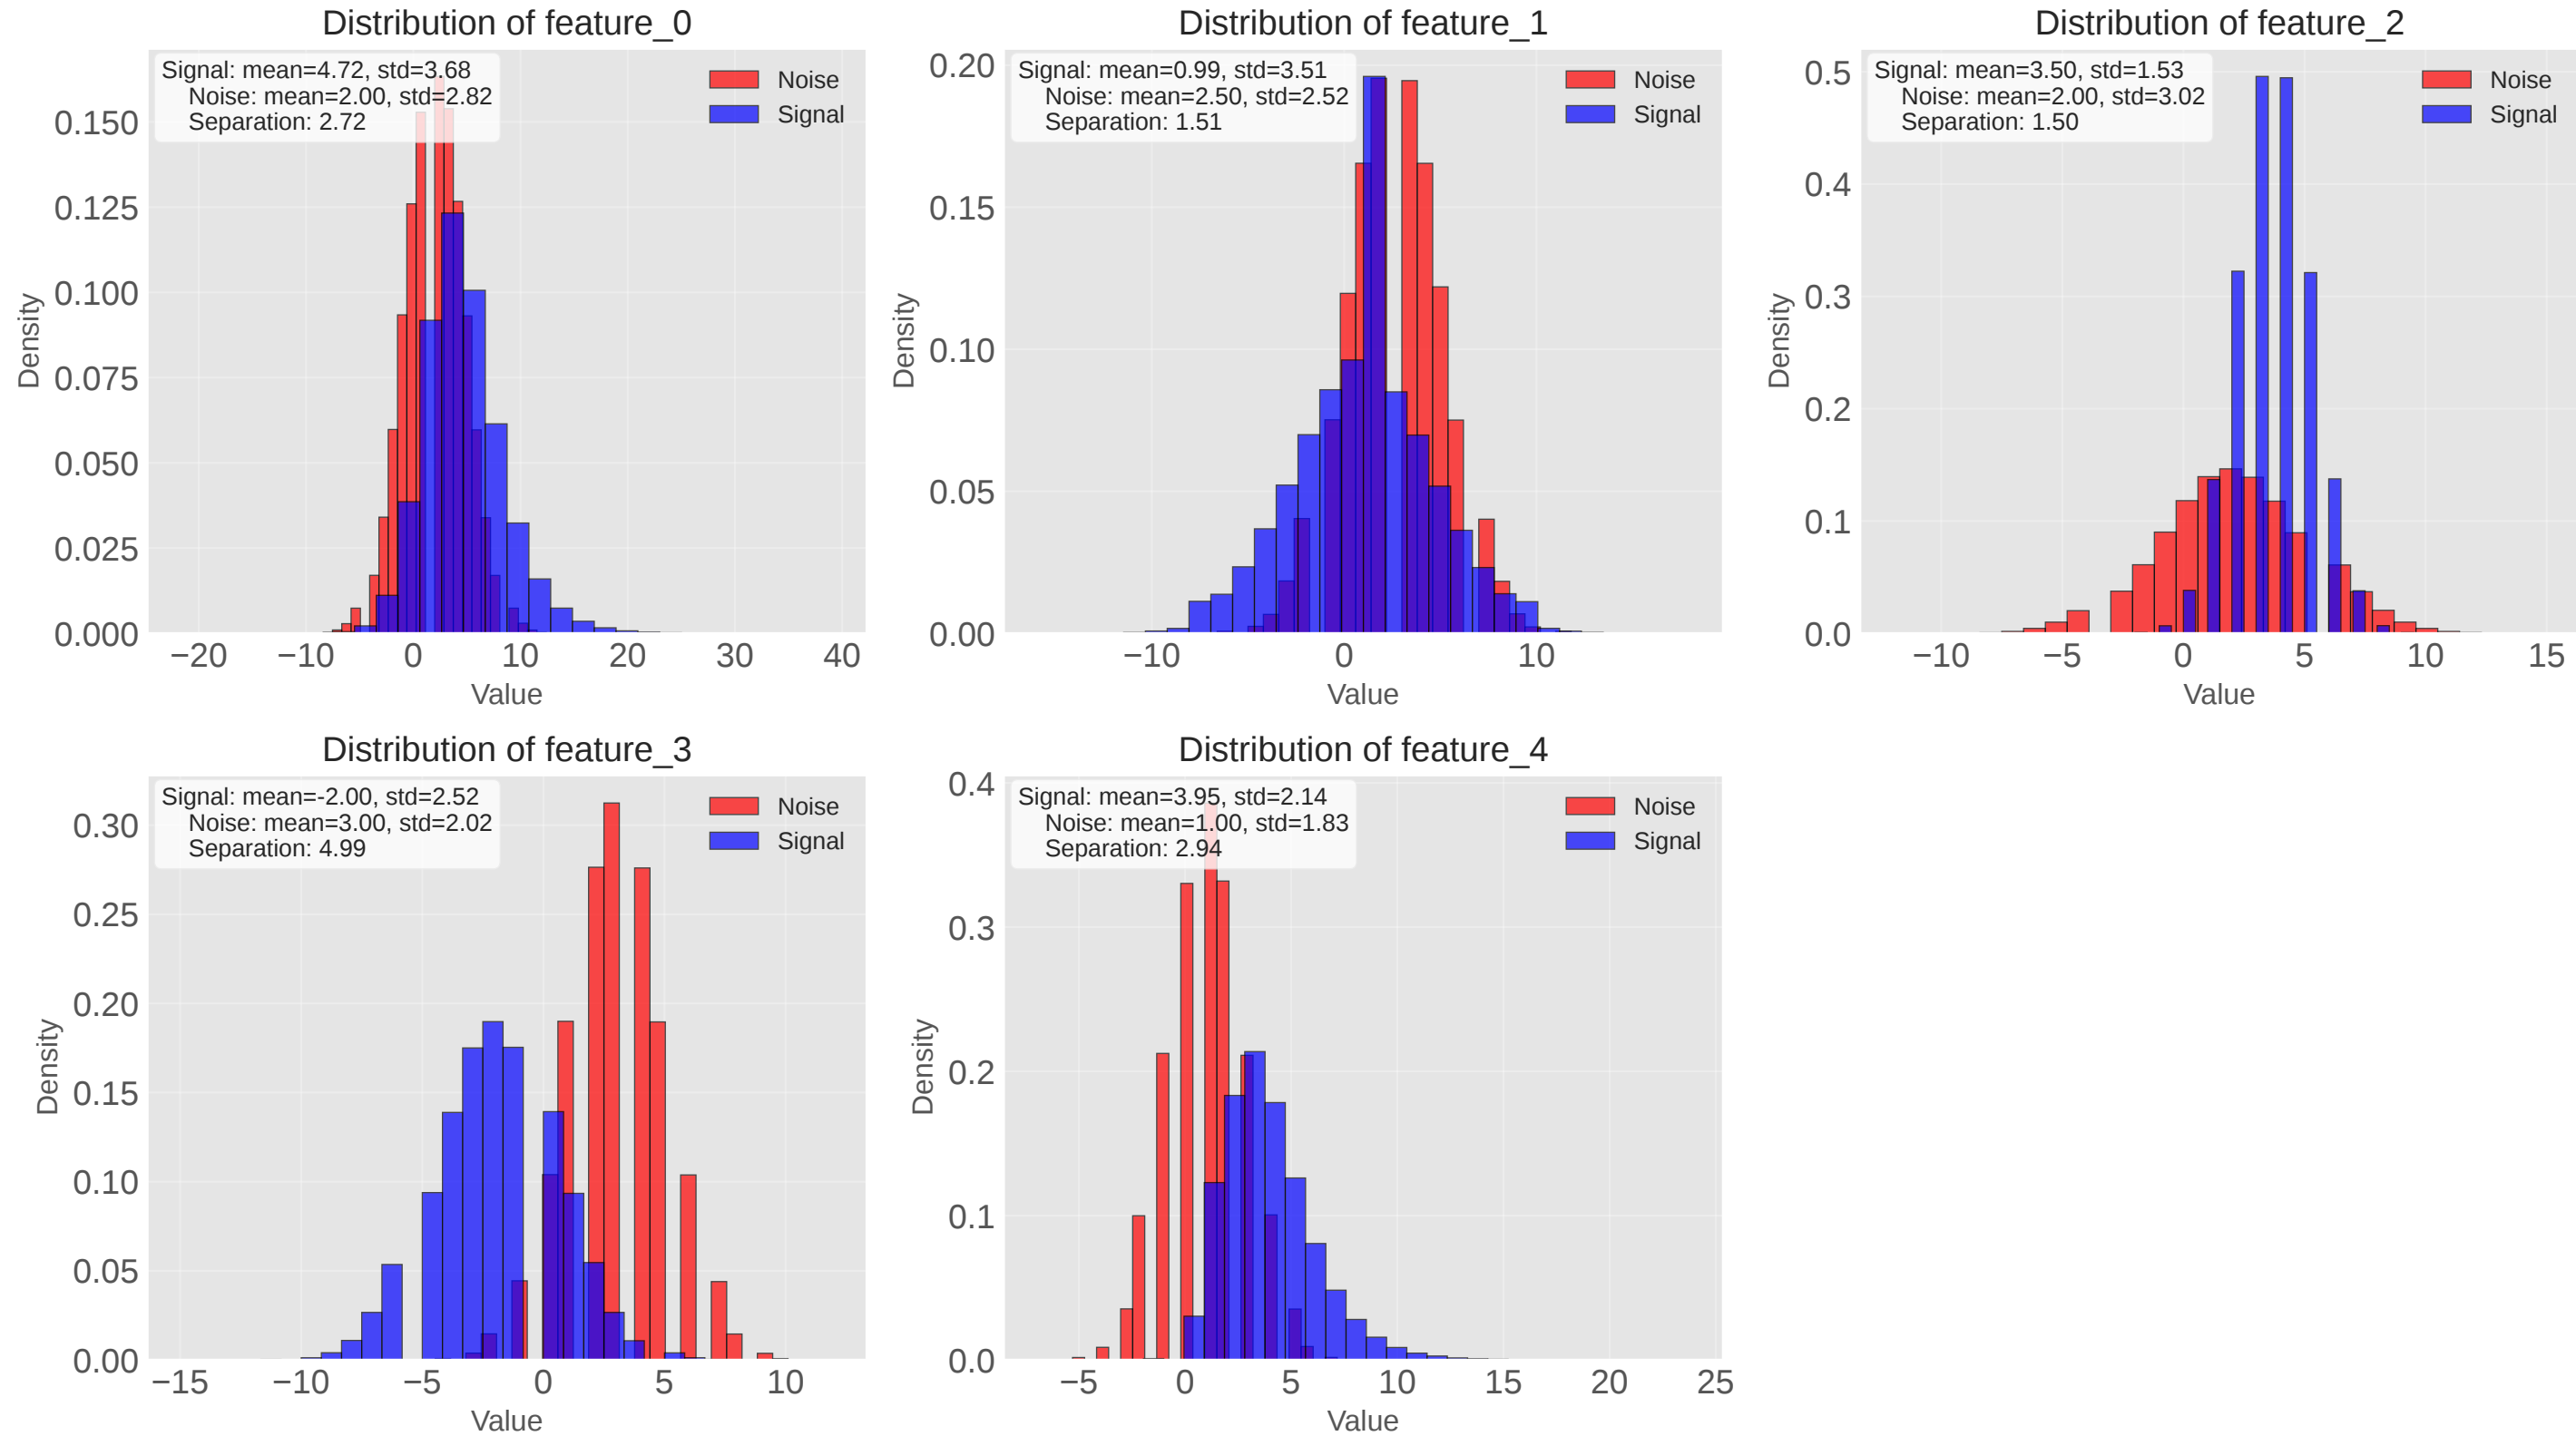 Distribution of feature_0
Signal: mean=4.72, std=3.68
Noise: mean=2.00, std=2.82
Separation: 2.72
Noise
Signal
0.150
0.125
0.100
0.075
0.050
0.025
0.000
Density
−20 −10 0 10 20 30 40
Value
Distribution of feature_1
Signal: mean=0.99, std=3.51
Noise: mean=2.50, std=2.52
Separation: 1.51
Noise
Signal
0.20
0.15
0.10
0.05
0.00
Density
−10 0 10
Value
Distribution of feature_2
Signal: mean=3.50, std=1.53
Noise: mean=2.00, std=3.02
Separation: 1.50
Noise
Signal
0.5
0.4
0.3
0.2
0.1
0.0
Density
−10 −5 0 5 10 15
Value
Distribution of feature_3
Signal: mean=-2.00, std=2.52
Noise: mean=3.00, std=2.02
Separation: 4.99
Noise
Signal
0.30
0.25
0.20
0.15
0.10
0.05
0.00
Density
−15 −10 −5 0 5 10
Value
Distribution of feature_4
Signal: mean=3.95, std=2.14
Noise: mean=1.00, std=1.83
Separation: 2.94
Noise
Signal
0.4
0.3
0.2
0.1
0.0
Density
−5 0 5 10 15 20 25
Value